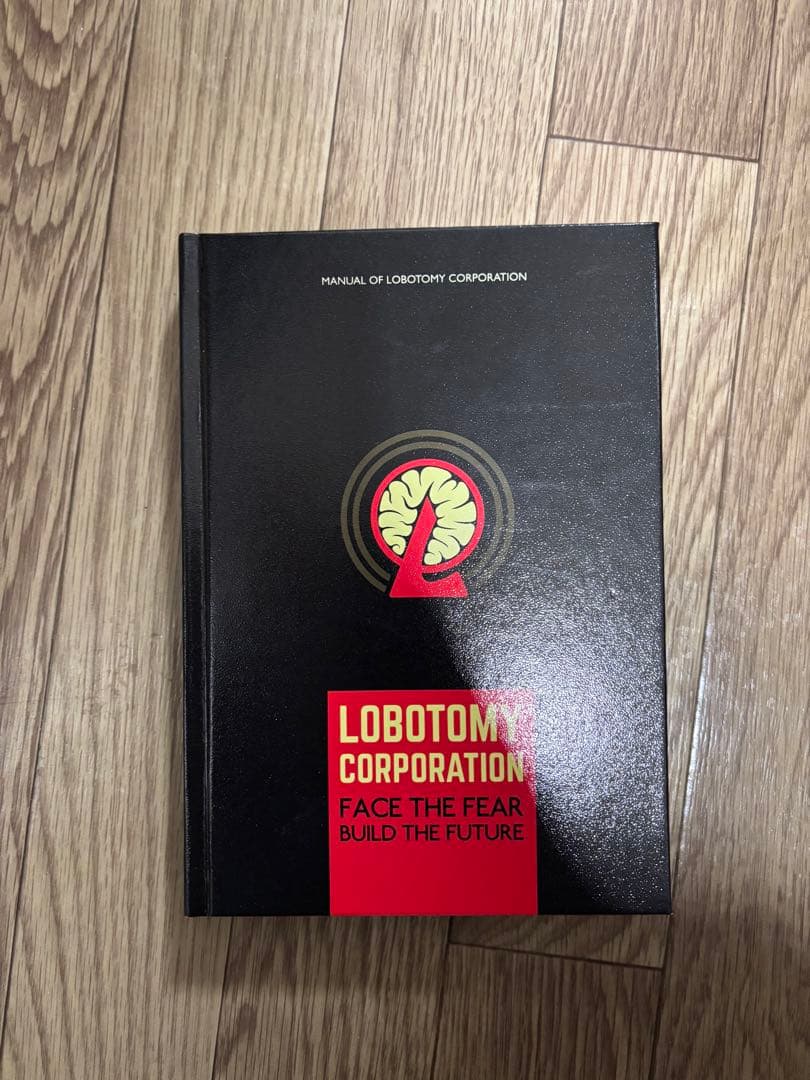 MANUAL OF LOBOTOMY CORPORATION
LOBOTOMY
CORPORATION
FACE THE FEAR
BUILD THE FUTURE